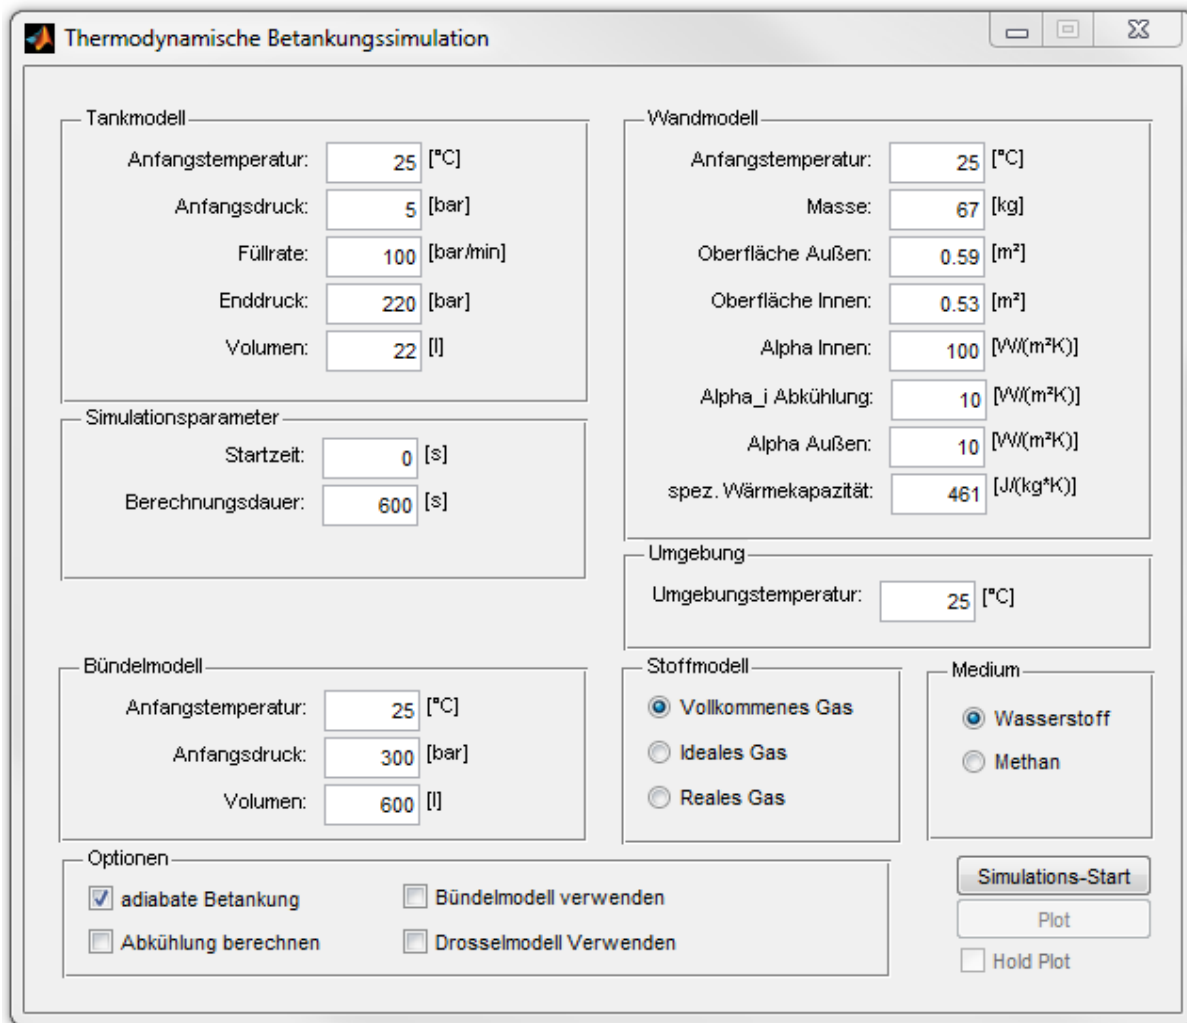 Thermodynamische Betankungssimulation
Tankmodell
Anfangstemperatur: 25 [°C]
Anfangsdruck: 5 [bar]
Füllrate: 100 [bar/min]
Enddruck: 220 [bar]
Volumen: 22 [l]
Simulationsparameter
Startzeit: 0 [s]
Berechnungsdauer: 600 [s]
Wandmodell
Anfangstemperatur: 25 [°C]
Masse: 67 [kg]
Oberfläche Außen: 0.59 [m²]
Oberfläche Innen: 0.53 [m²]
Alpha Innen: 100 [W/(m²K)]
Alpha_i Abkühlung: 10 [W/(m²K)]
Alpha Außen: 10 [W/(m²K)]
spez. Wärmekapazität: 461 [J/(kg*K)]
Umgebung
Umgebungstemperatur: 25 [°C]
Bündelmodell
Anfangstemperatur: 25 [°C]
Anfangsdruck: 300 [bar]
Volumen: 600 [l]
Stoffmodell
Vollkommenes Gas
Ideales Gas
Reales Gas
Medium
Wasserstoff
Methan
Optionen
adiabate Betankung
Bündelmodell verwenden
Abkühlung berechnen
Drosselmodell Verwenden
Simulations-Start
Plot
Hold Plot